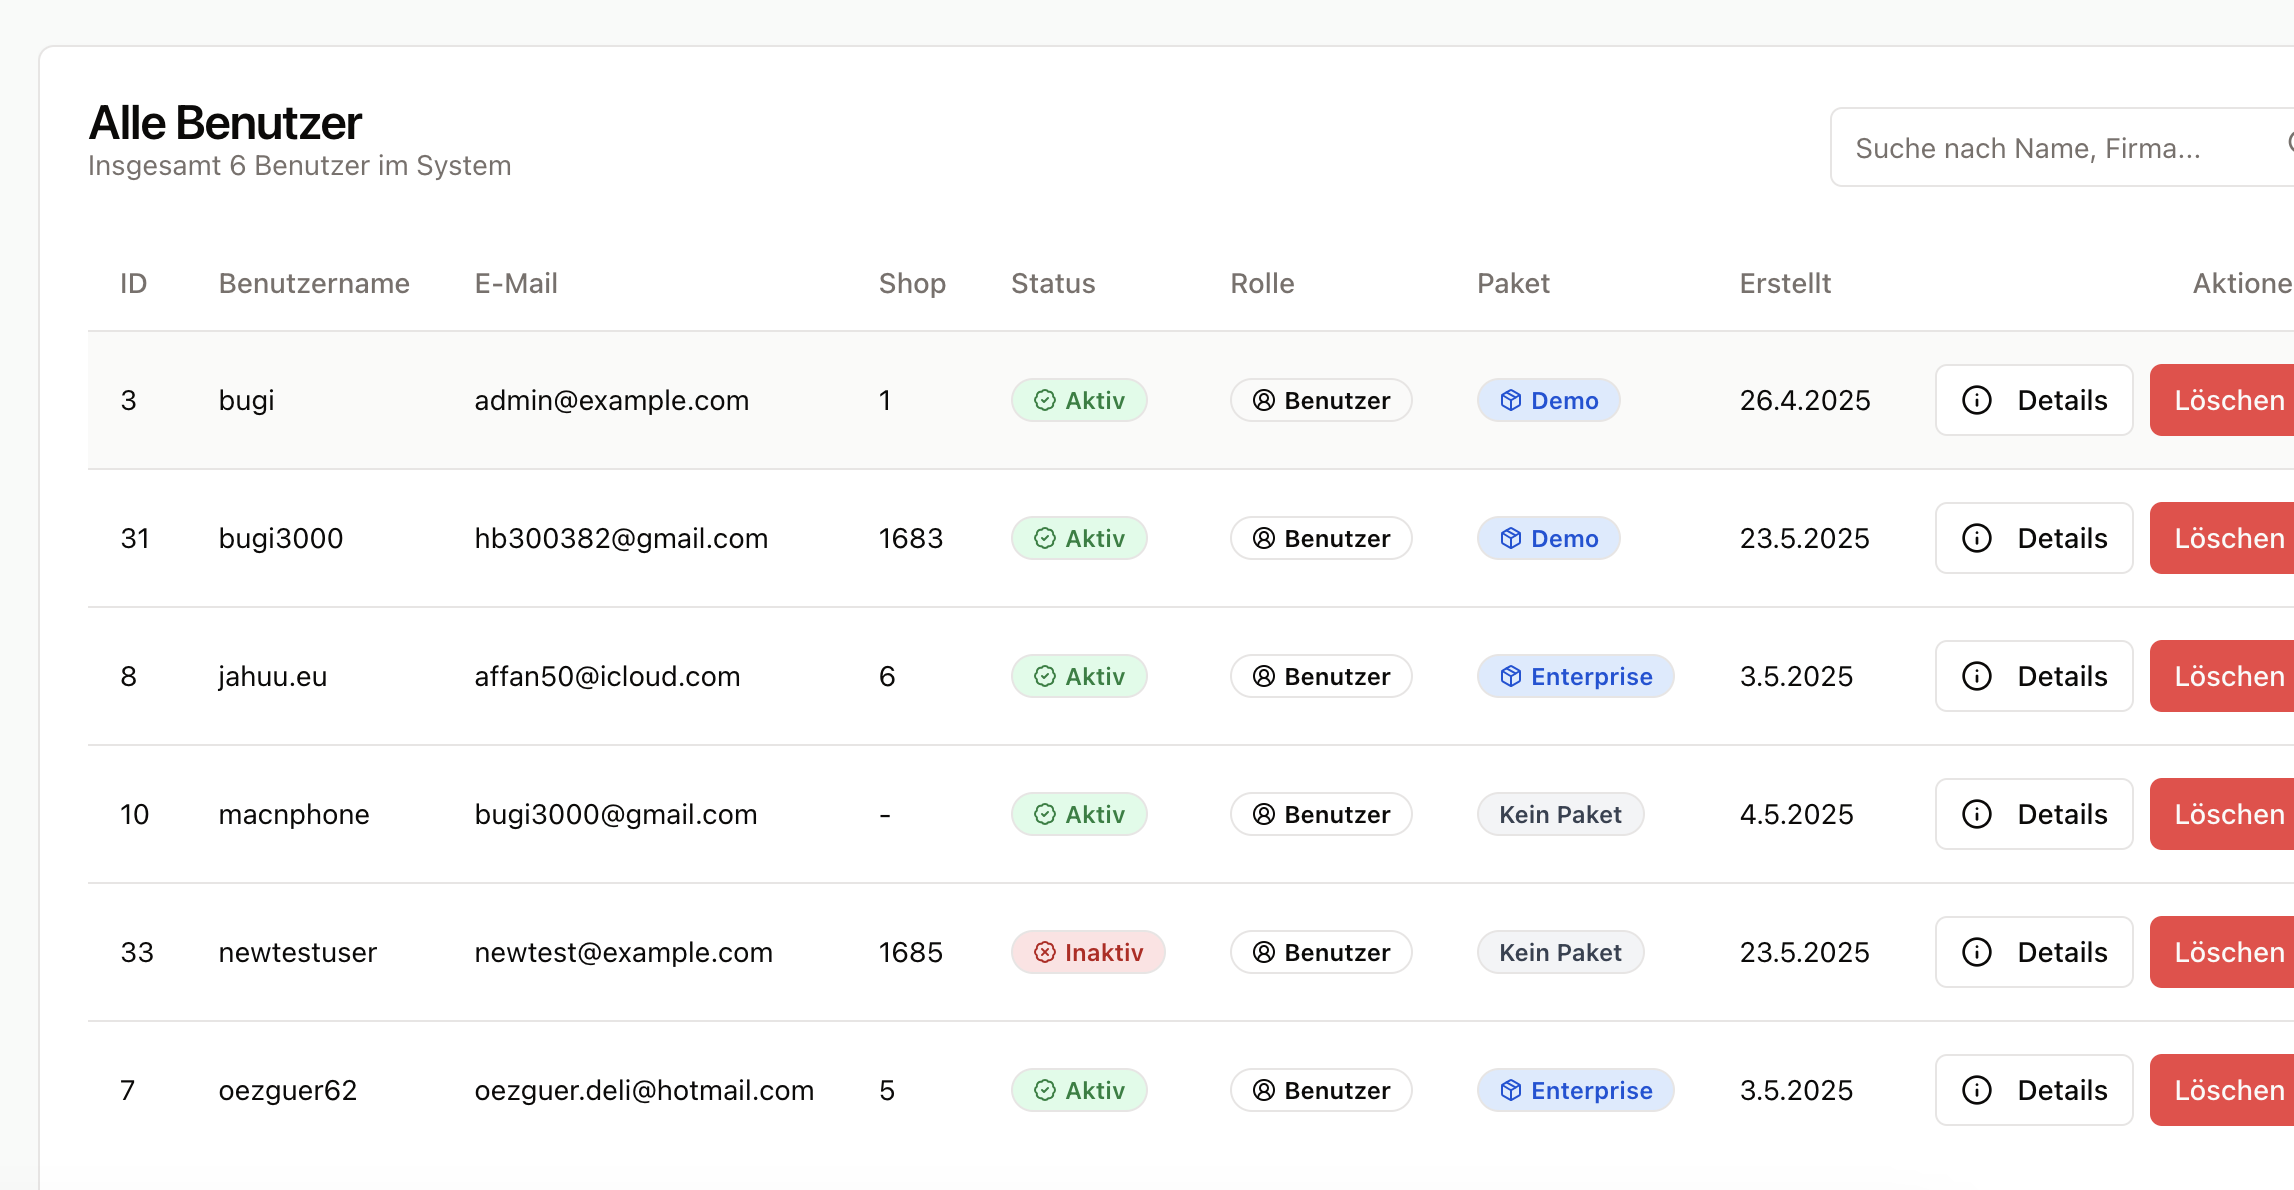 Alle Benutzer
Insgesamt 6 Benutzer im System
Suche nach Name, Firma...
ID Benutzername E-Mail Shop Status Rolle Paket Erstellt Aktione
3 bugi admin@example.com 1 Aktiv Benutzer Demo 26.4.2025 Details Löschen
31 bugi3000 hb300382@gmail.com 1683 Aktiv Benutzer Demo 23.5.2025 Details Löschen
8 jahuu.eu affan50@icloud.com 6 Aktiv Benutzer Enterprise 3.5.2025 Details Löschen
10 macnphone bugi3000@gmail.com - Aktiv Benutzer Kein Paket 4.5.2025 Details Löschen
33 newtestuser newtest@example.com 1685 Inaktiv Benutzer Kein Paket 23.5.2025 Details Löschen
7 oezguer62 oezguer.deli@hotmail.com 5 Aktiv Benutzer Enterprise 3.5.2025 Details Löschen